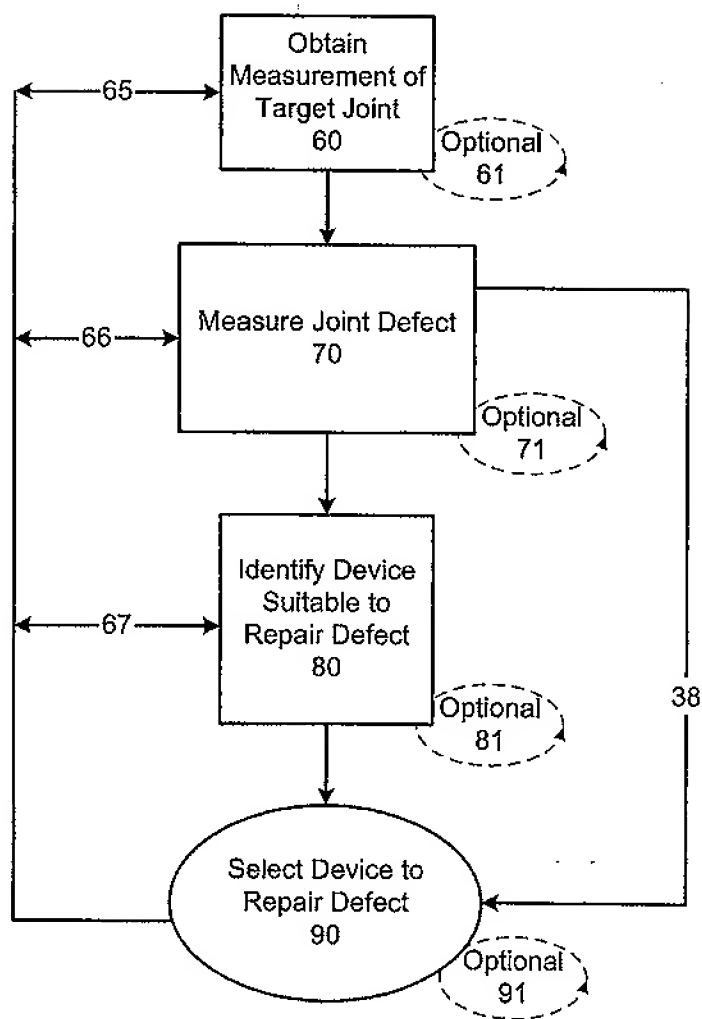 Obtain
Measurement of
Target Joint
60
65
Optional
61
Measure Joint Defect
70
66
Optional
71
Identify Device
Suitable to
Repair Defect
80
67
Optional
81
38
Select Device to
Repair Defect
90
Optional
91